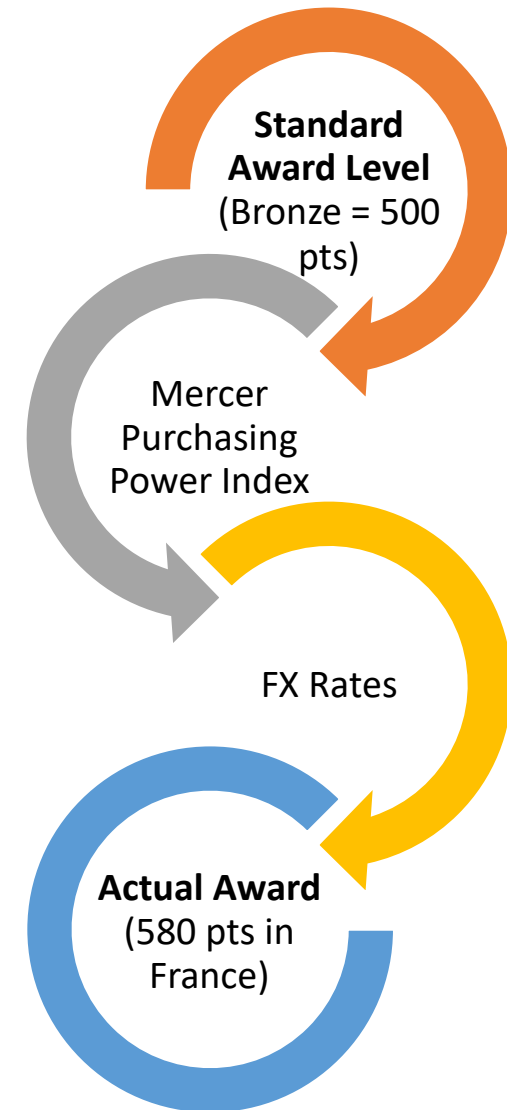 Standard
Award Level
(Bronze = 500
pts)
Mercer
Purchasing
Power Index
FX Rates
Actual Award
(580 pts in
France)